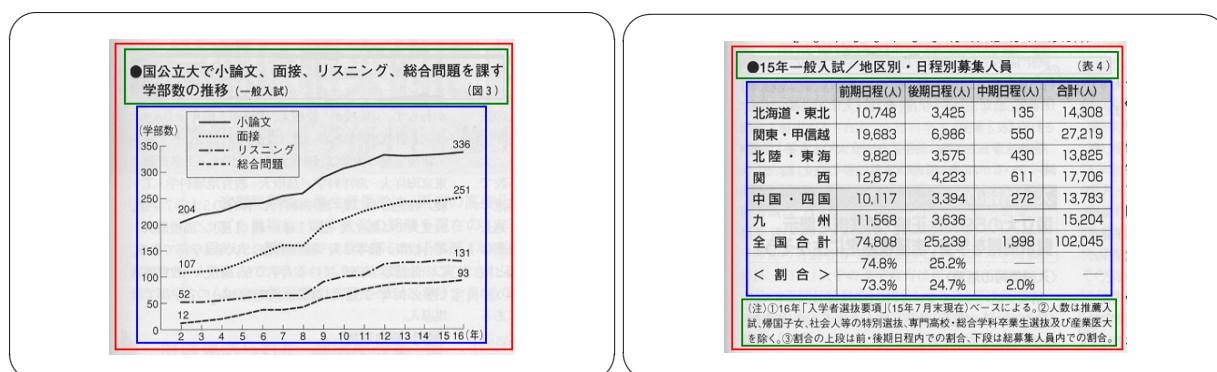 ●国公立大で小論文、面接、リスニング、総合問題を課す
学部数の推移（一般入試）　（図3）
(学部数)
小論文
面接
リスニング
総合問題
350
300
250
200
150
100
50
0
204
107
52
12
336
251
131
93
2 3 4 5 6 7 8 9 10 11 12 13 14 15 16(年)
●15年一般入試／地区別・日程別募集人員　（表4）
前期日程(人) 後期日程(人) 中期日程(人) 合計(人)
北海道・東北 10,748 3,425 135 14,308
関東・甲信越 19,683 6,986 550 27,219
北陸・東海 9,820 3,575 430 13,825
関西 12,872 4,223 611 17,706
中国・四国 10,117 3,394 272 13,783
九州 11,568 3,636 — 15,204
全国合計 74,808 25,239 1,998 102,045
＜割合＞ 74.8% 25.2% —
73.3% 24.7% 2.0%
(注)①16年「入学者選抜要項」(15年7月末現在)ベースによる。②人数は推薦入
試、帰国子女、社会人等の特別選抜、専門高校・総合学科卒業生選抜及び産業医大
を除く。③割合の上段は前・後期日程内での割合、下段は総募集人員内での割合。